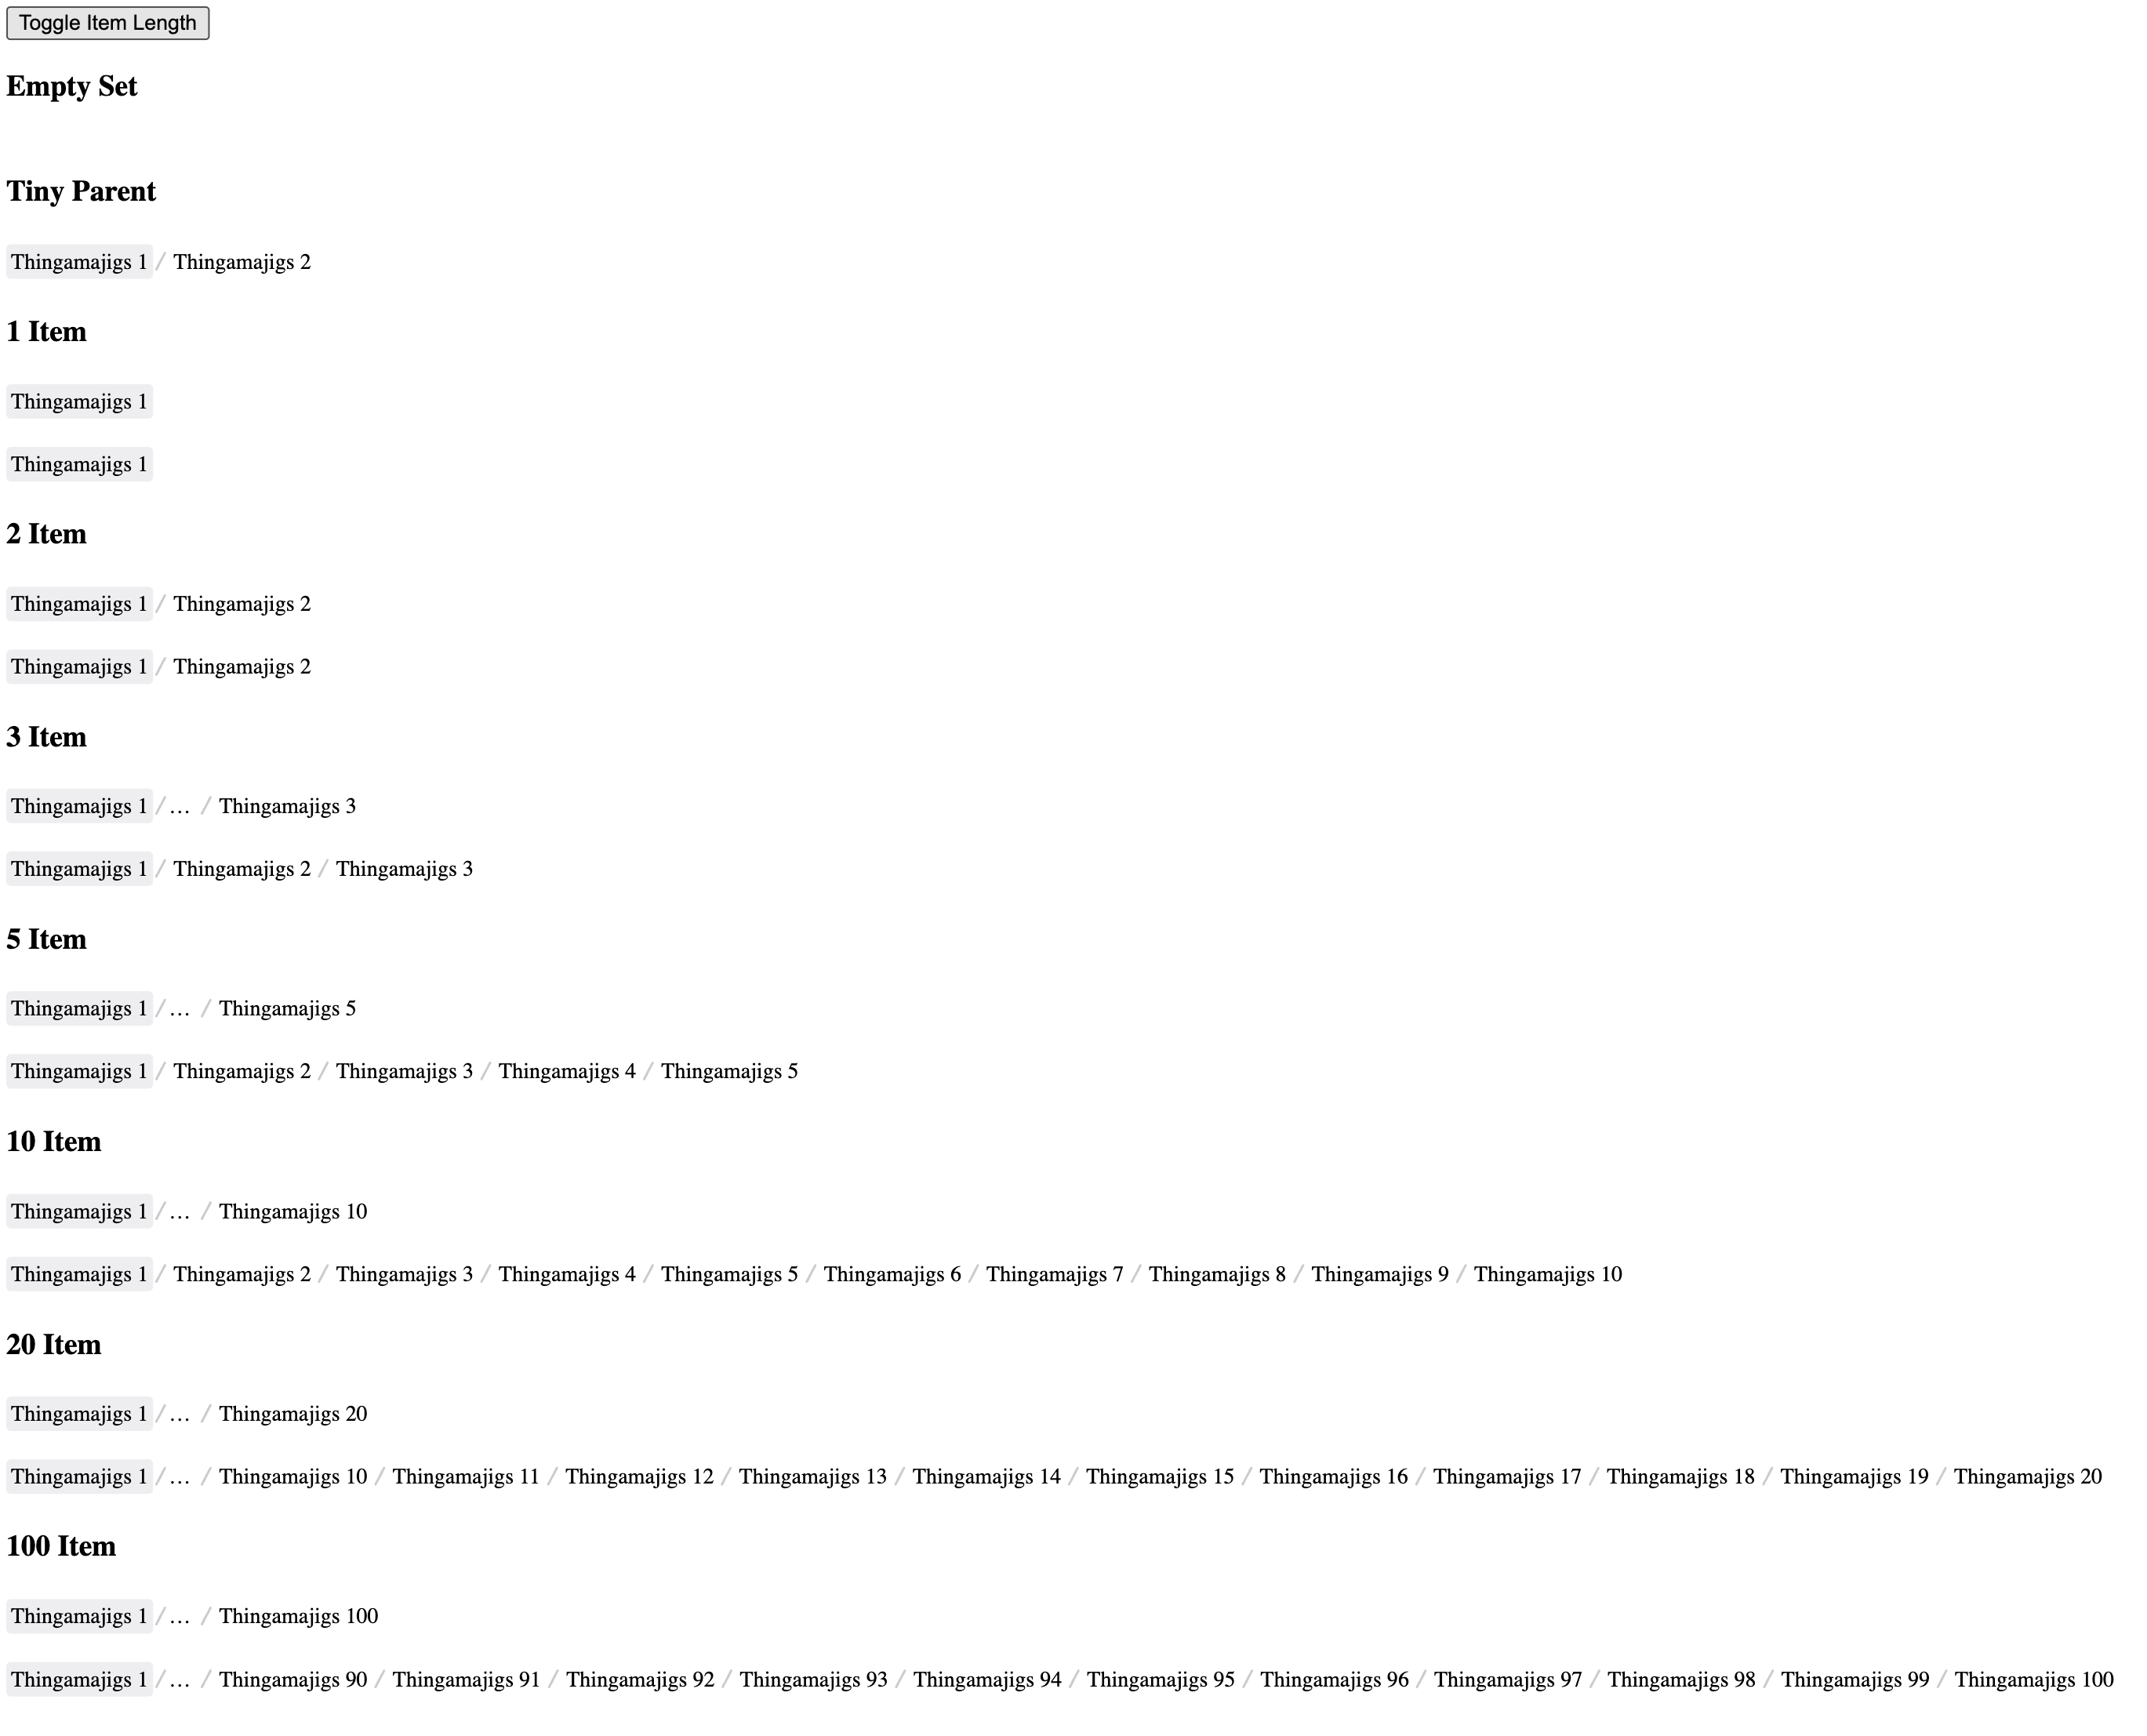 Toggle Item Length
Empty Set
Tiny Parent
Thingamajigs 1 / Thingamajigs 2
1 Item
Thingamajigs 1
Thingamajigs 1
2 Item
Thingamajigs 1 / Thingamajigs 2
Thingamajigs 1 / Thingamajigs 2
3 Item
Thingamajigs 1 / … / Thingamajigs 3
Thingamajigs 1 / Thingamajigs 2 / Thingamajigs 3
5 Item
Thingamajigs 1 / … / Thingamajigs 5
Thingamajigs 1 / Thingamajigs 2 / Thingamajigs 3 / Thingamajigs 4 / Thingamajigs 5
10 Item
Thingamajigs 1 / … / Thingamajigs 10
Thingamajigs 1 / Thingamajigs 2 / Thingamajigs 3 / Thingamajigs 4 / Thingamajigs 5 / Thingamajigs 6 / Thingamajigs 7 / Thingamajigs 8 / Thingamajigs 9 / Thingamajigs 10
20 Item
Thingamajigs 1 / … / Thingamajigs 20
Thingamajigs 1 / … / Thingamajigs 10 / Thingamajigs 11 / Thingamajigs 12 / Thingamajigs 13 / Thingamajigs 14 / Thingamajigs 15 / Thingamajigs 16 / Thingamajigs 17 / Thingamajigs 18 / Thingamajigs 19 / Thingamajigs 20
100 Item
Thingamajigs 1 / … / Thingamajigs 100
Thingamajigs 1 / … / Thingamajigs 90 / Thingamajigs 91 / Thingamajigs 92 / Thingamajigs 93 / Thingamajigs 94 / Thingamajigs 95 / Thingamajigs 96 / Thingamajigs 97 / Thingamajigs 98 / Thingamajigs 99 / Thingamajigs 100